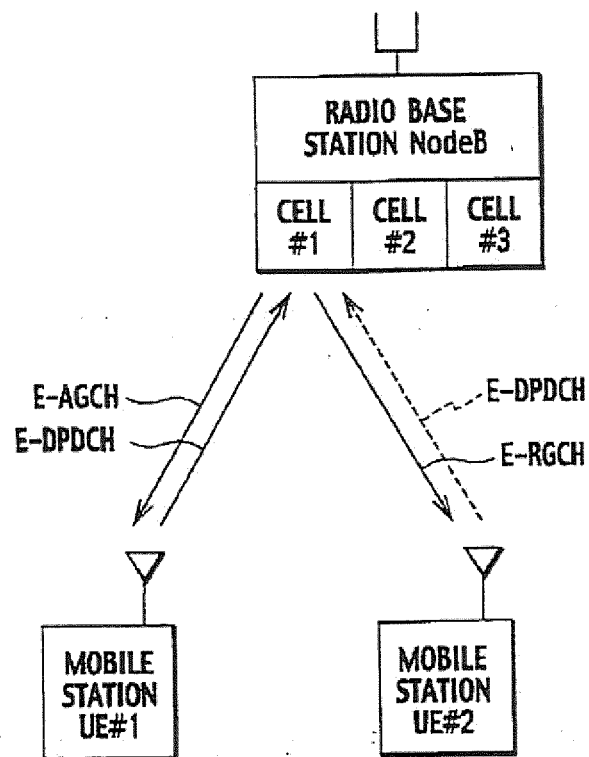 RADIO BASE
STATION NodeB
CELL
#1
CELL
#2
CELL
#3
E-AGCH
E-DPDCH
E-DPDCH
E-RGCH
MOBILE
STATION
UE#1
MOBILE
STATION
UE#2